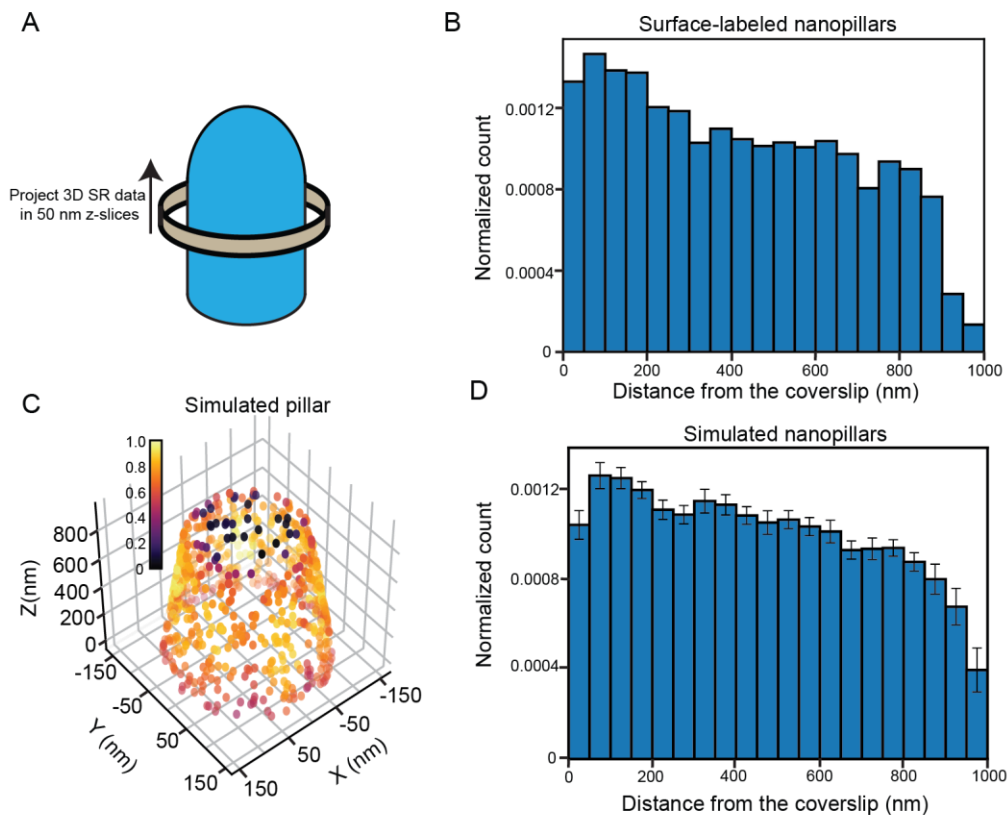 A
Project 3D SR data
in 50 nm z-slices
B
Surface-labeled nanopillars
Normalized count
0.0012
0.0008
0.0004
0
0
200
400
600
800
1000
Distance from the coverslip (nm)
C
Simulated pillar
1.0
0.8
0.6
0.4
0.2
0
Z(nm)
800
600
400
200
0
-150
-50
50
150
Y (nm)
150
50
-50
-150
X (nm)
D
Simulated nanopillars
Normalized count
0.0012
0.0008
0.0004
0
0
200
400
600
800
1000
Distance from the coverslip (nm)